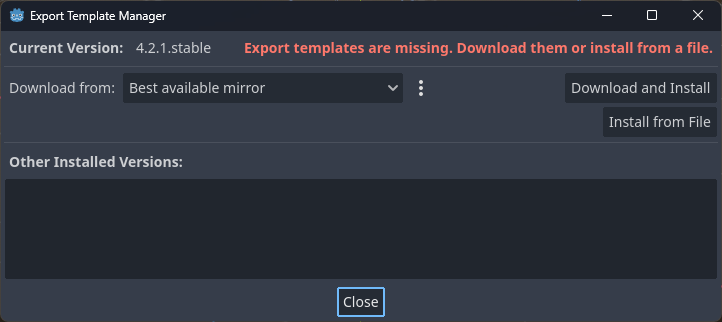 Export Template Manager
Current Version: 4.2.1.stable Export templates are missing. Download them or install from a file.
Download from: Best available mirror Download and Install
Install from File
Other Installed Versions:
Close